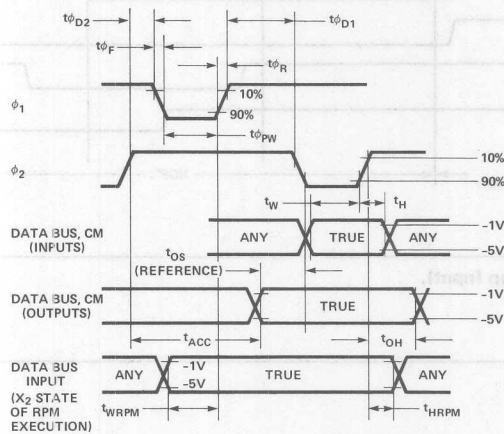 tφD2
tφD1
tφF
tφR
φ1
10%
90%
tφPW
φ2
10%
90%
tW
tH
DATA BUS, CM
(INPUTS)
ANY
TRUE
ANY
–1V
–5V
tOS
(REFERENCE)
DATA BUS, CM
(OUTPUTS)
TRUE
–1V
–5V
tACC
tOH
DATA BUS
INPUT
(X2 STATE
OF RPM
EXECUTION)
ANY
–1V
–5V
TRUE
ANY
tWRPM
tHRPM